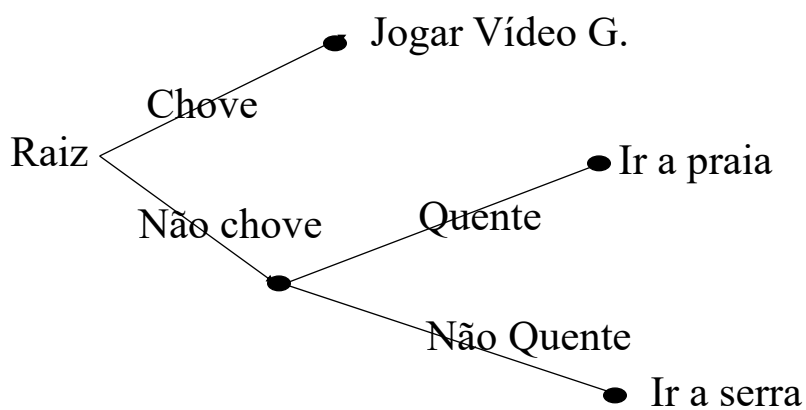 Jogar Vídeo G.
Chove
Raiz
Ir a praia
Não chove
Quente
Não Quente
Ir a serra